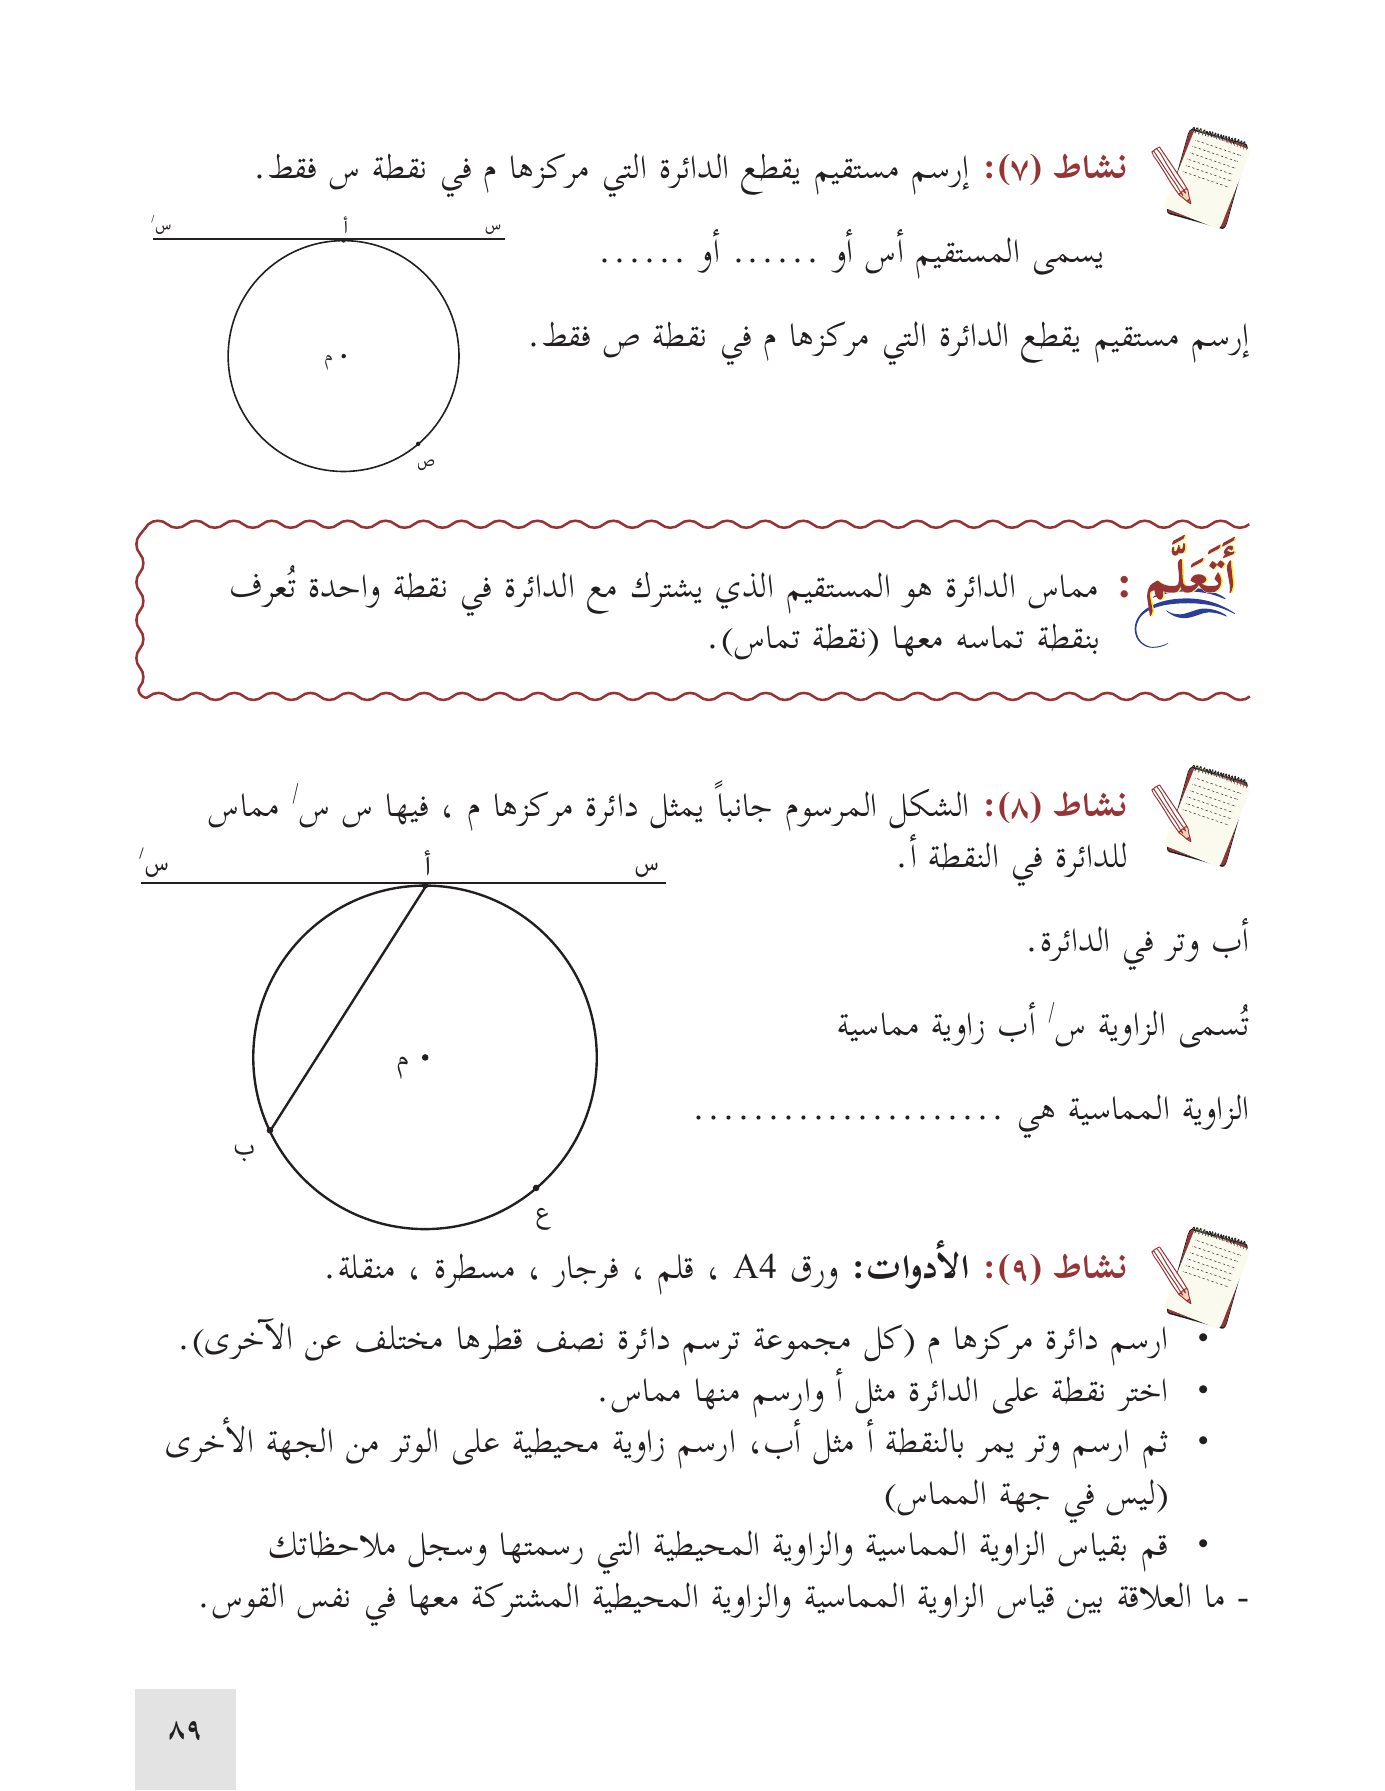 نشاط (٧): إرسم مستقيم يقطع الدائرة التي مركزها م في نقطة س فقط.
س/ أ س
يسمى المستقيم أس أو ...... أو ......
إرسم مستقيم يقطع الدائرة التي مركزها م في نقطة ص فقط.
م
ص
أَتَعَلَّم : مماس الدائرة هو المستقيم الذي يشترك مع الدائرة في نقطة واحدة تُعرف
بنقطة تماسه معها (نقطة تماس).
نشاط (٨): الشكل المرسوم جانباً يمثل دائرة مركزها م ، فيها س س/ مماس
للدائرة في النقطة أ.
س أ س/
أب وتر في الدائرة.
تُسمى الزاوية س/ أب زاوية مماسية
م
الزاوية المماسية هي .....................
ب
ع
نشاط (٩): الأدوات: ورق A4 ، قلم ، فرجار ، مسطرة ، منقلة.
• ارسم دائرة مركزها م (كل مجموعة ترسم دائرة نصف قطرها مختلف عن الآخرى).
• اختر نقطة على الدائرة مثل أ وارسم منها مماس.
• ثم ارسم وتر يمر بالنقطة أ مثل أب، ارسم زاوية محيطية على الوتر من الجهة الأخرى
(ليس في جهة المماس)
• قم بقياس الزاوية المماسية والزاوية المحيطية التي رسمتها وسجل ملاحظاتك
- ما العلاقة بين قياس الزاوية المماسية والزاوية المحيطية المشتركة معها في نفس القوس.
٨٩